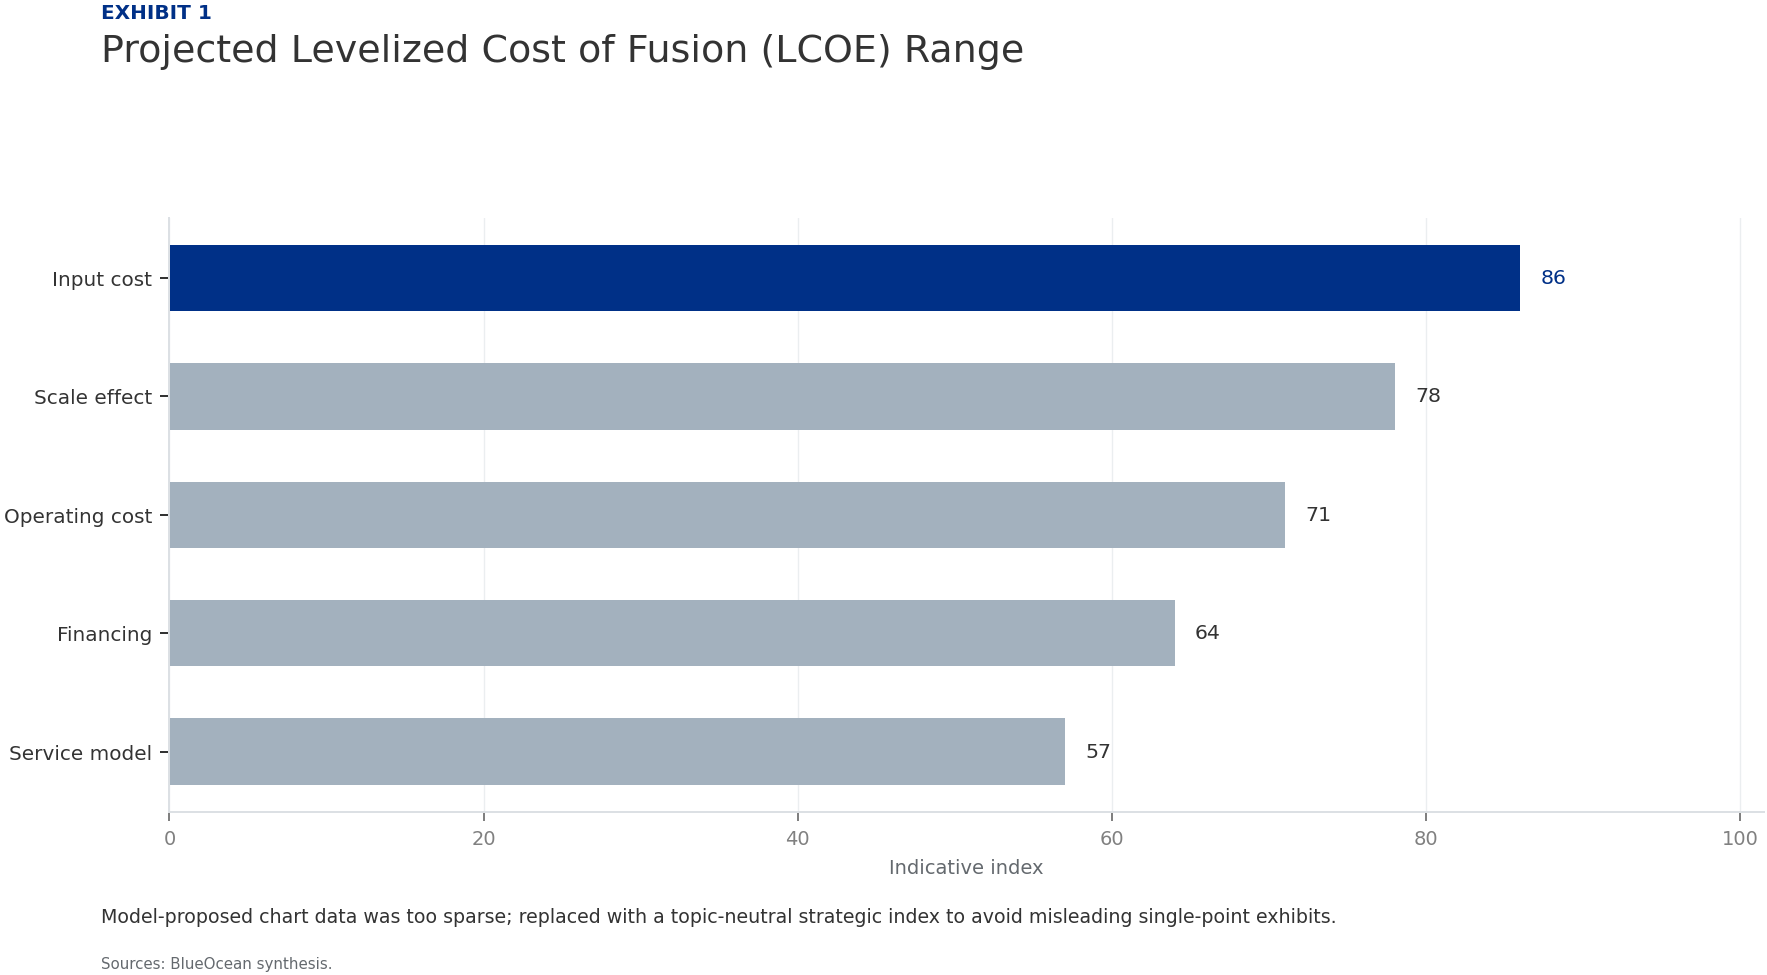 EXHIBIT 1
Projected Levelized Cost of Fusion (LCOE) Range
Input cost
86
Scale effect
78
Operating cost
71
Financing
64
Service model
57
0 20 40 60 80 100
Indicative index
Model-proposed chart data was too sparse; replaced with a topic-neutral strategic index to avoid misleading single-point exhibits.
Sources: BlueOcean synthesis.